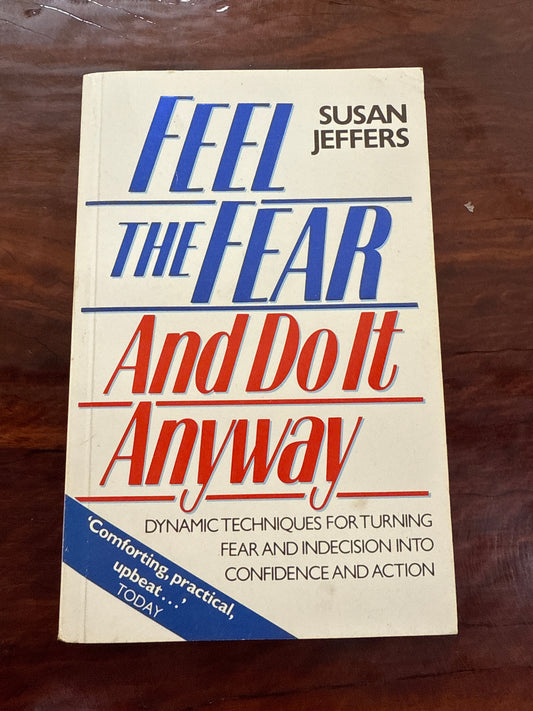 FEEL
THE FEAR
And Do It
Anyway
SUSAN
JEFFERS
DYNAMIC TECHNIQUES FOR TURNING
FEAR AND INDECISION INTO
CONFIDENCE AND ACTION
'Comforting, practical,
upbeat...'
TODAY